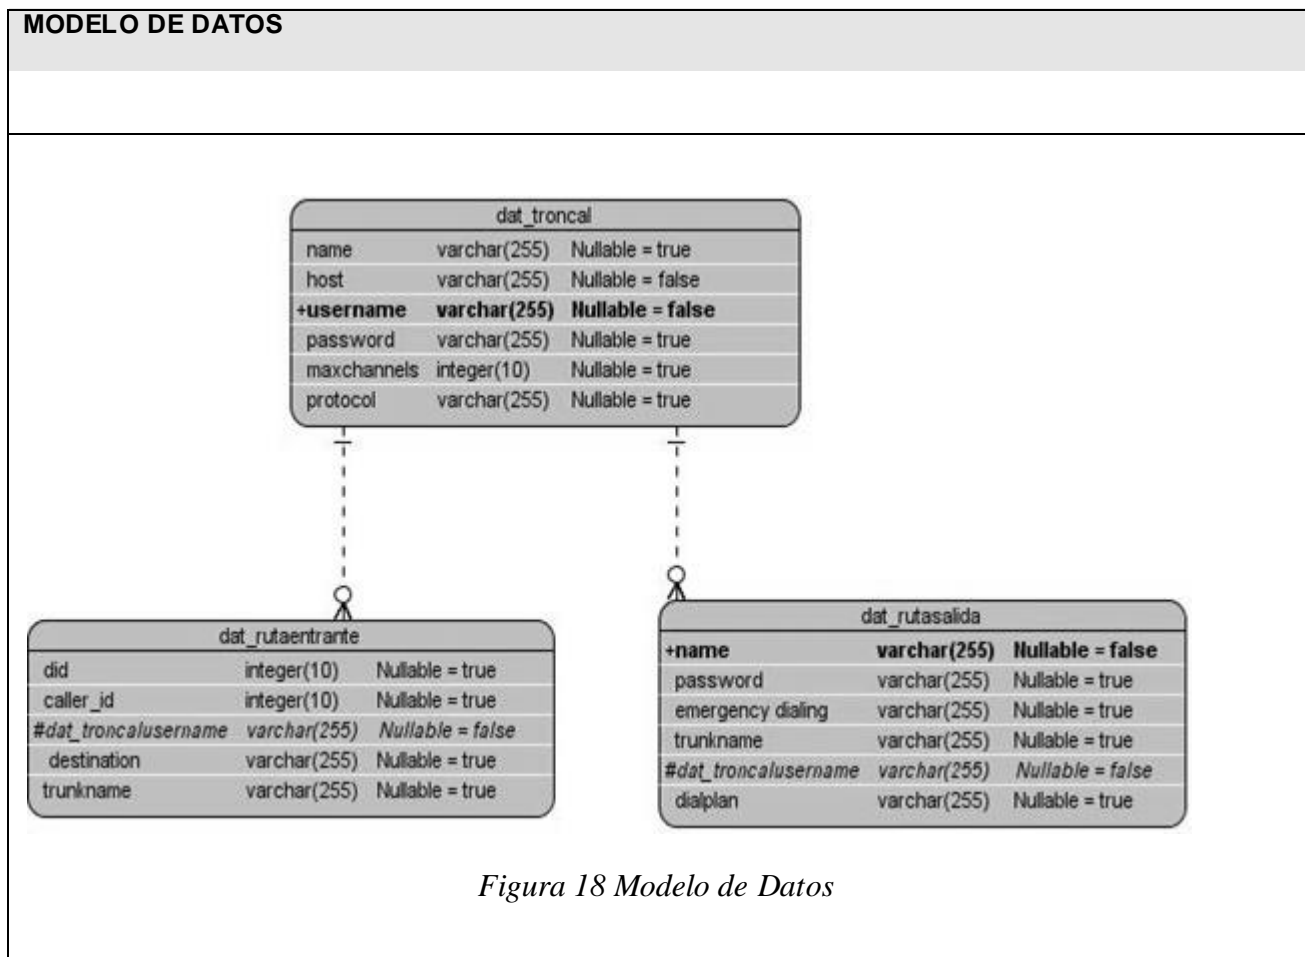 MODELO DE DATOS
dat_troncal
name varchar(255) Nullable = true
host varchar(255) Nullable = false
+username varchar(255) Nullable = false
password varchar(255) Nullable = true
maxchannels integer(10) Nullable = true
protocol varchar(255) Nullable = true
dat_rutaentrante
did integer(10) Nullable = true
caller_id integer(10) Nullable = true
#dat_troncalusername varchar(255) Nullable = false
destination varchar(255) Nullable = true
trunkname varchar(255) Nullable = true
dat_rutasalida
+name varchar(255) Nullable = false
password varchar(255) Nullable = true
emergency dialing varchar(255) Nullable = true
trunkname varchar(255) Nullable = true
#dat_troncalusername varchar(255) Nullable = false
dialplan varchar(255) Nullable = true
Figura 18 Modelo de Datos